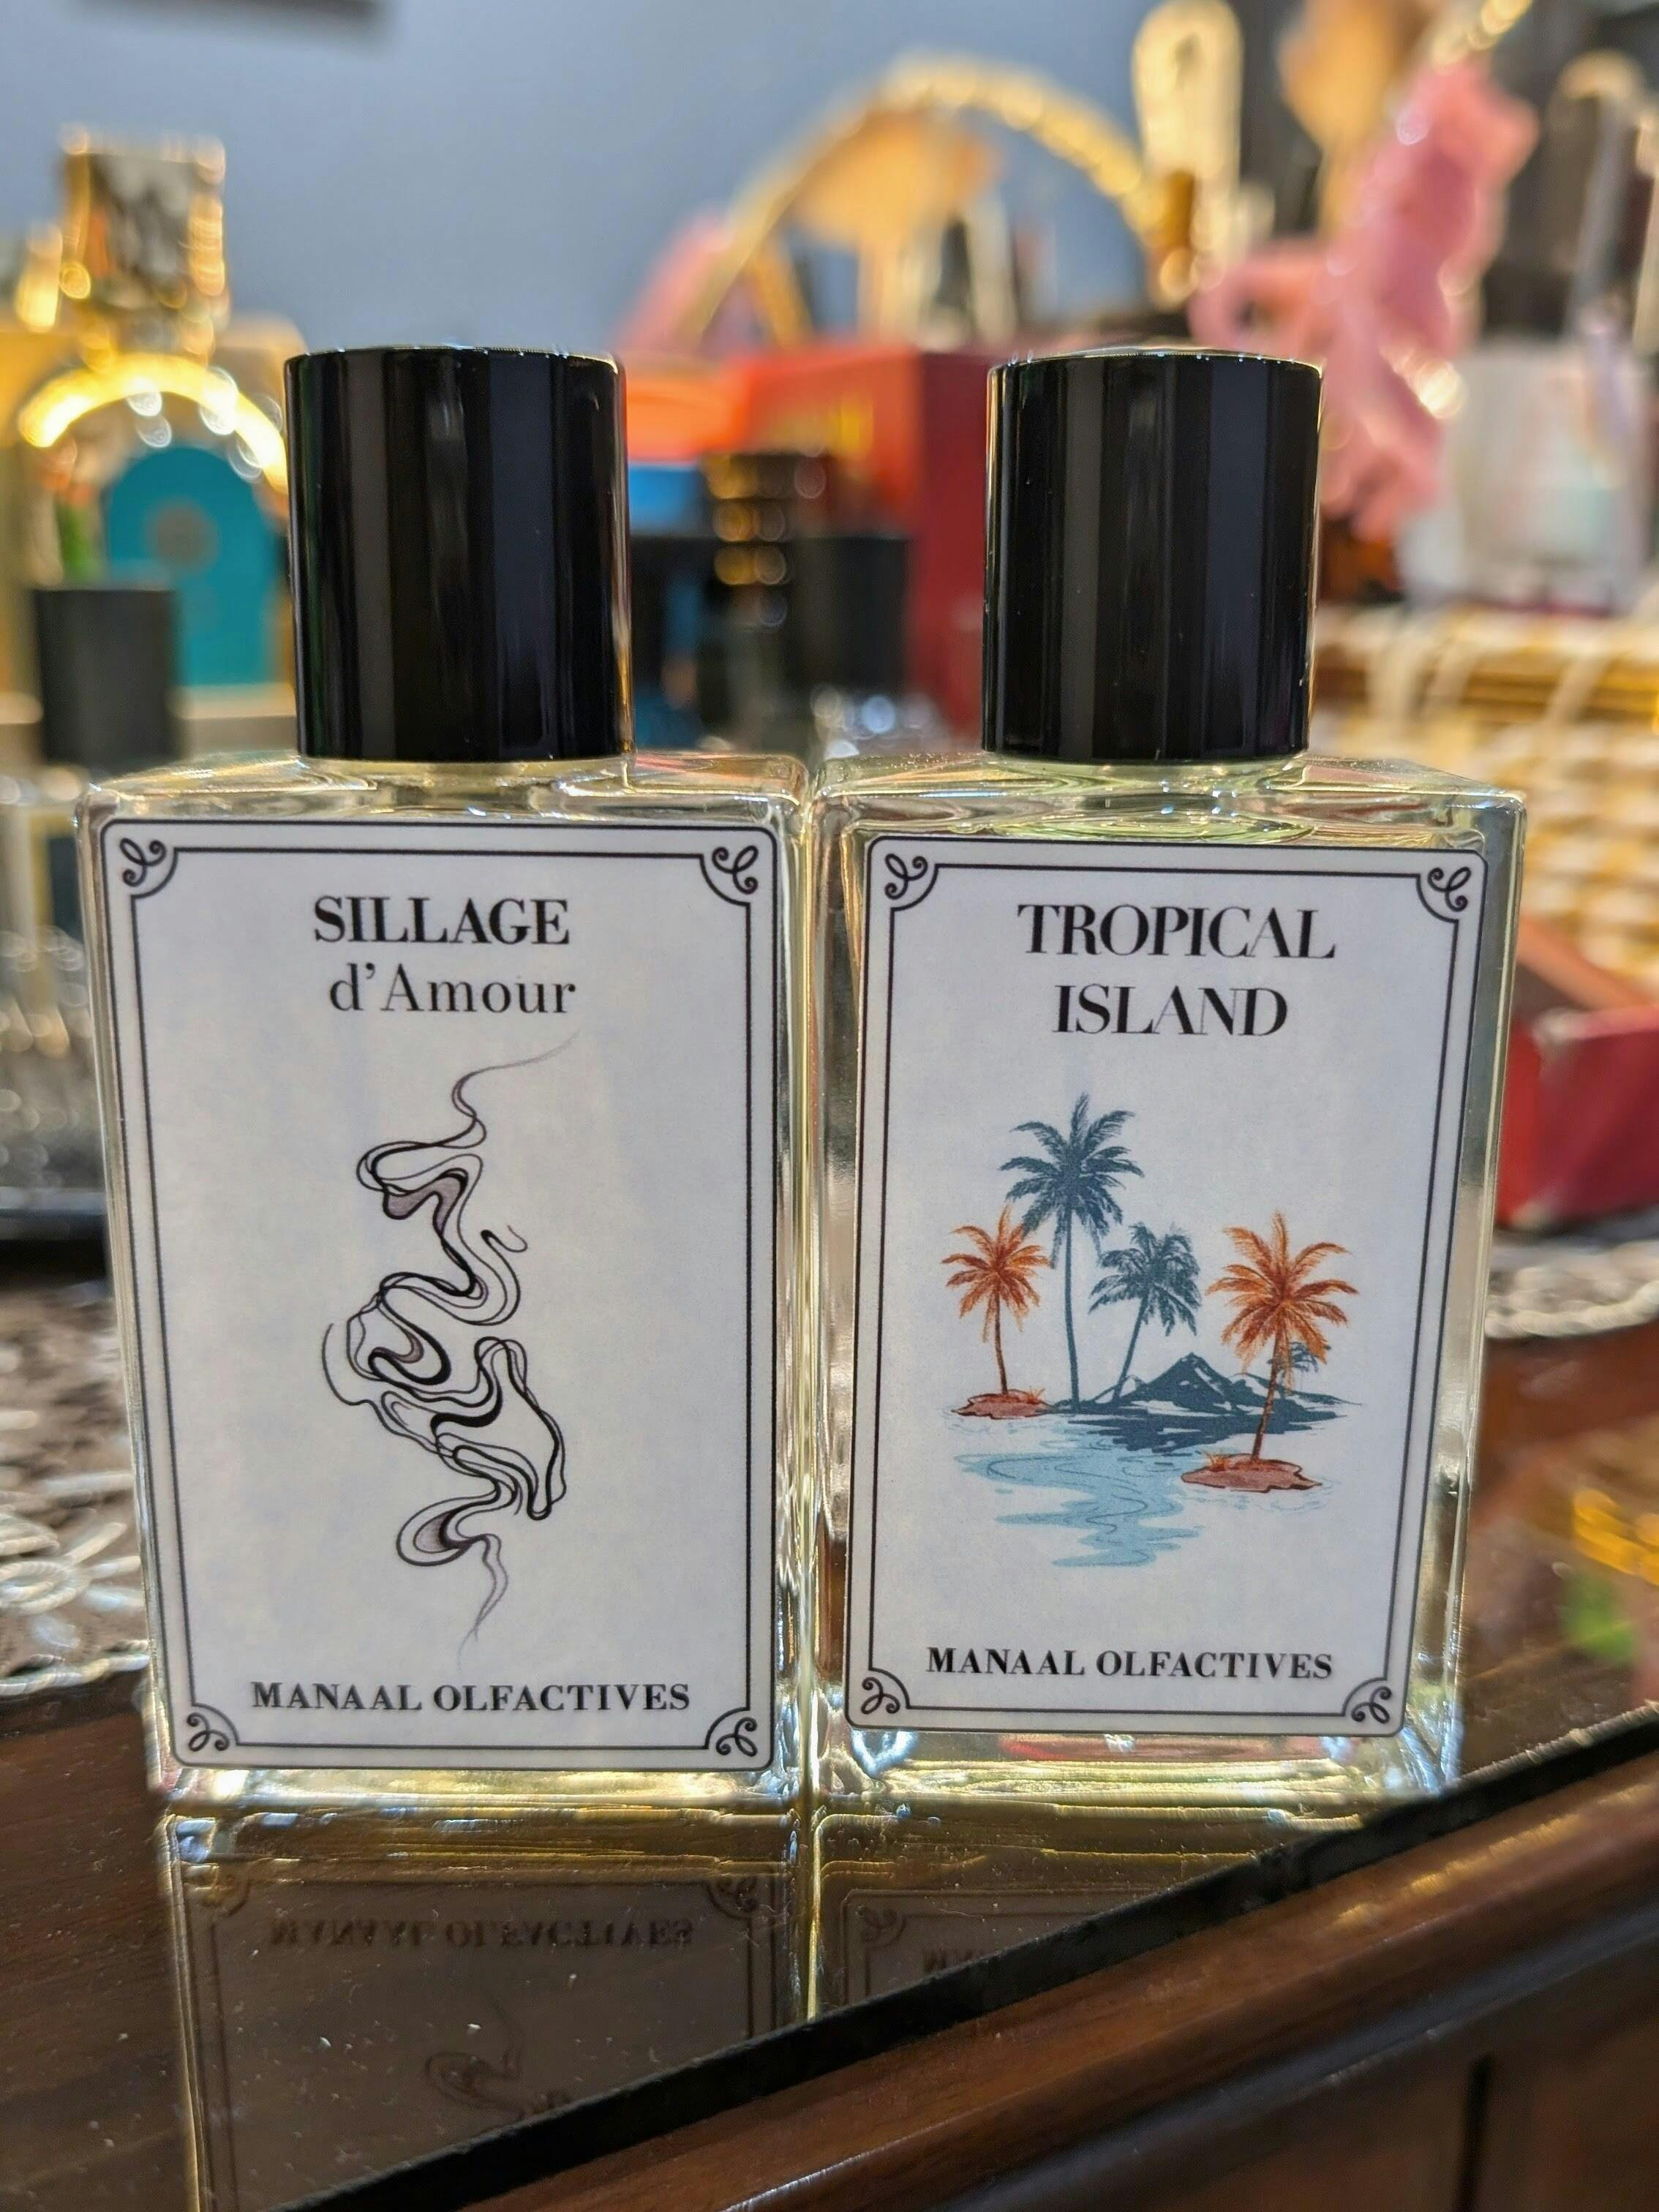 SILLAGE
d'Amour
MANAAL OLFACTIVES
TROPICAL
ISLAND
MANAAL OLFACTIVES